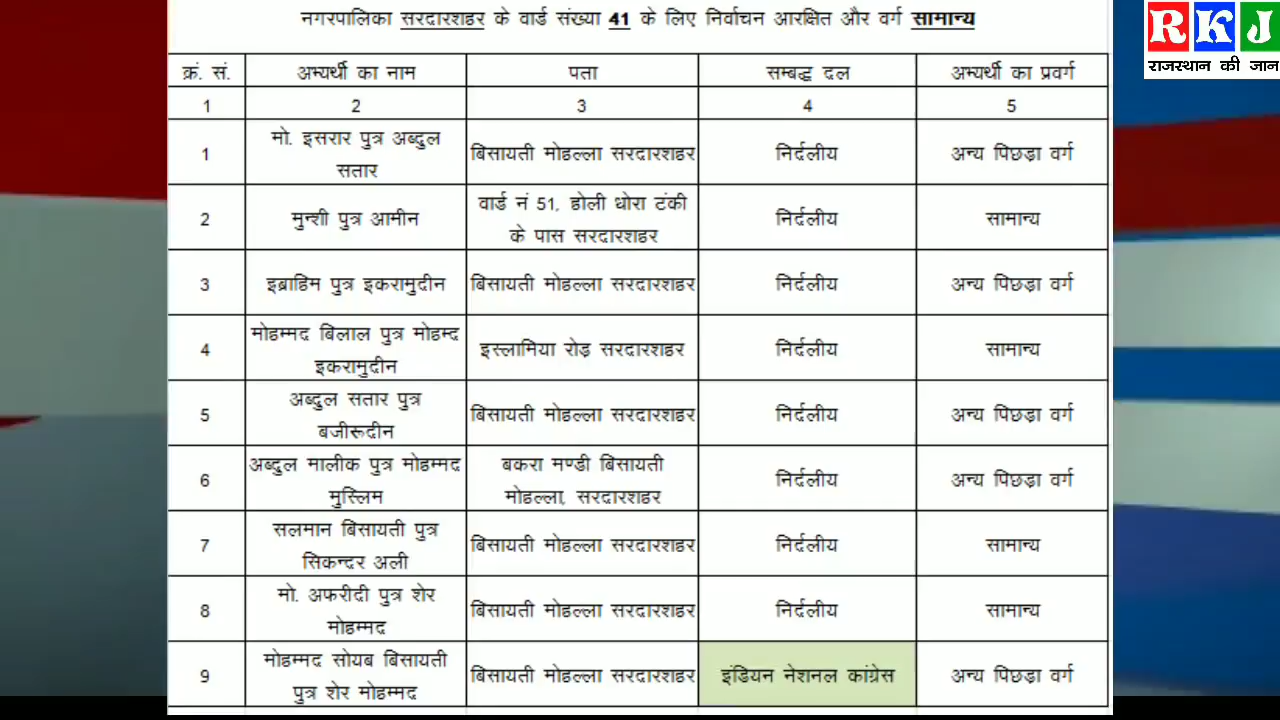 नगरपालिका सरदारशहर के वार्ड संख्या 41 के लिए निर्वाचन आरक्षित और वर्ग सामान्य
RKJ
राजस्थान की जान
क्रं. सं. अभ्यर्थी का नाम पता सम्बद्ध दल अभ्यर्थी का प्रवर्ग
1 2 3 4 5
1 मो. इसरार पुत्र अब्दुल सतार बिसायती मोहल्ला सरदारशहर निर्दलीय अन्य पिछड़ा वर्ग
2 मुन्शी पुत्र आमीन वार्ड नं 51, होली धोरा टंकी के पास सरदारशहर निर्दलीय सामान्य
3 इब्राहिम पुत्र इकरामुदीन बिसायती मोहल्ला सरदारशहर निर्दलीय अन्य पिछड़ा वर्ग
4 मोहम्मद बिलाल पुत्र मोहम्द इकरामुदीन इस्लामिया रोड़ सरदारशहर निर्दलीय सामान्य
5 अब्दुल सतार पुत्र बजीरूदीन बिसायती मोहल्ला सरदारशहर निर्दलीय अन्य पिछड़ा वर्ग
6 अब्दुल मालीक पुत्र मोहम्मद मुस्लिम बकरा मण्डी बिसायती मोहल्ला, सरदारशहर निर्दलीय अन्य पिछड़ा वर्ग
7 सलमान बिसायती पुत्र सिकन्दर अली बिसायती मोहल्ला सरदारशहर निर्दलीय सामान्य
8 मो. अफरीदी पुत्र शेर मोहम्मद बिसायती मोहल्ला सरदारशहर निर्दलीय सामान्य
9 मोहम्मद सोयब बिसायती पुत्र शेर मोहम्मद बिसायती मोहल्ला सरदारशहर इंडियन नेशनल कांग्रेस अन्य पिछड़ा वर्ग